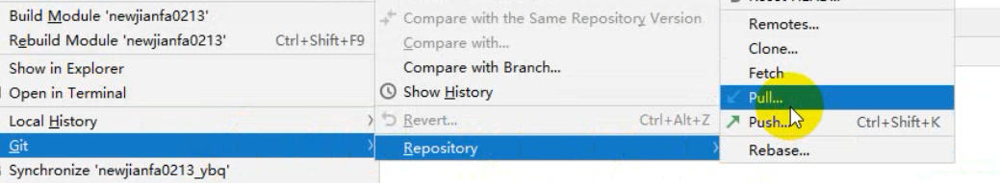 Build Module 'newjianfa0213'
Rebuild Module 'newjianfa0213' Ctrl+Shift+F9
Show in Explorer
Open in Terminal
Local History
Git
Synchronize 'newjianfa0213_ybq'
Compare with the Same Repository Version
Compare with...
Compare with Branch...
Show History
Revert... Ctrl+Alt+Z
Repository
Remotes...
Clone...
Fetch
Pull...
Push... Ctrl+Shift+K
Rebase...